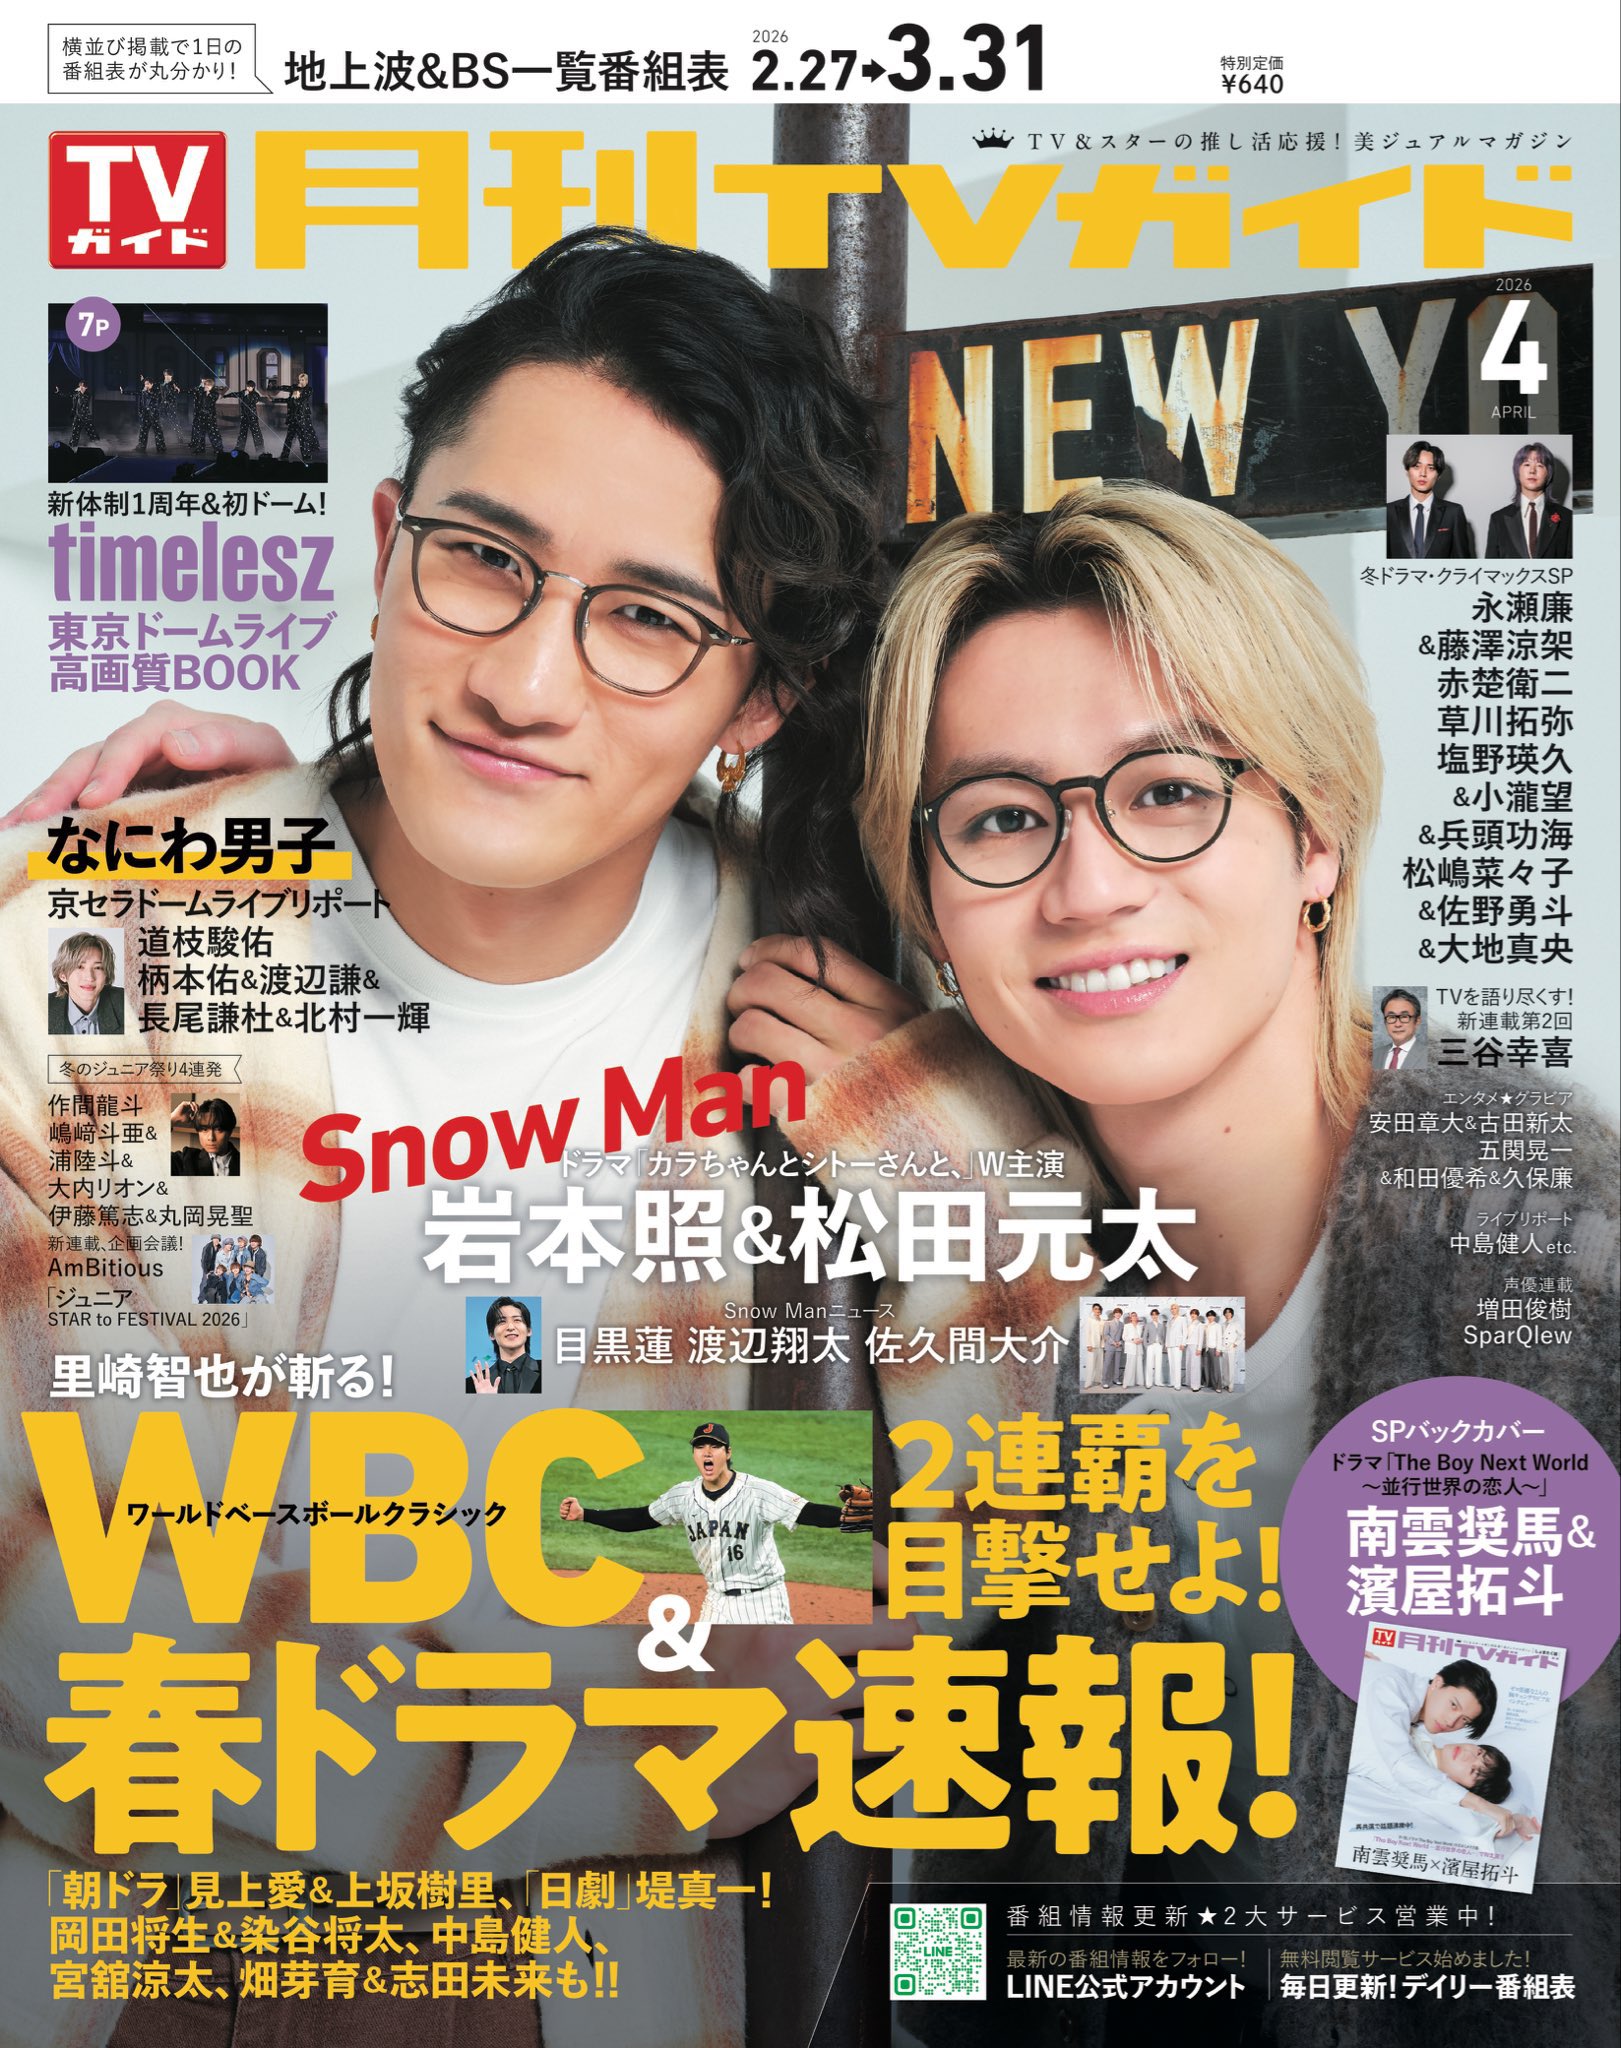 横並び掲載で1日の
番組表が丸分かり!
地上波&BS一覧番組表
2026
2.27→3.31
特別定価
¥640
TV
ガイド
月刊TVガイド
TV&スターの推し活応援!美ジュアルマガジン
2026
4
APRIL
NEW YO
7P
新体制1周年&初ドーム!
timelesz
東京ドームライブ
高画質BOOK
冬ドラマ・クライマックスSP
永瀬廉
&藤澤涼架
赤楚衛二
草川拓弥
塩野瑛久
&小瀧望
&兵頭功海
松嶋菜々子
&佐野勇斗
&大地真央
なにわ男子
京セラドームライブリポート
道枝駿佑
柄本佑&渡辺謙&
長尾謙杜&北村一輝
TVを語り尽くす!
新連載第2回
三谷幸喜
冬のジュニア祭り4連発
作間龍斗
嶋﨑斗亜&
浦陸斗&
大内リオン&
伊藤篤志&丸岡晃聖
新連載、企画会議!
AmBitious
「ジュニア
STAR to FESTIVAL 2026」
エンタメ★グラビア
安田章大&古田新太
五関晃一
&和田優希&久保廉
ライブリポート
中島健人etc.
声優連載
増田俊樹
SparQlew
Snow Man
ドラマ「カラちゃんとシトーさんと、」W主演
岩本照&松田元太
Snow Manニュース
目黒蓮 渡辺翔太 佐久間大介
里崎智也が斬る!
WBC
ワールドベースボールクラシック
J
JAPAN
16
2連覇を
目撃せよ!
&
春ドラマ速報!
「朝ドラ」見上愛&上坂樹里、「日劇」堤真一!
岡田将生&染谷将太、中島健人、
宮舘涼太、畑芽育&志田未来も!!
SPバックカバー
ドラマ「The Boy Next World
〜並行世界の恋人〜」
南雲奨馬&
濱屋拓斗
TV
ガイド
月刊TVガイド
南雲奨馬×濱屋拓斗
LINE
番組情報更新★2大サービス営業中!
最新の番組情報をフォロー!
LINE公式アカウント
無料閲覧サービス始めました!
毎日更新!デイリー番組表